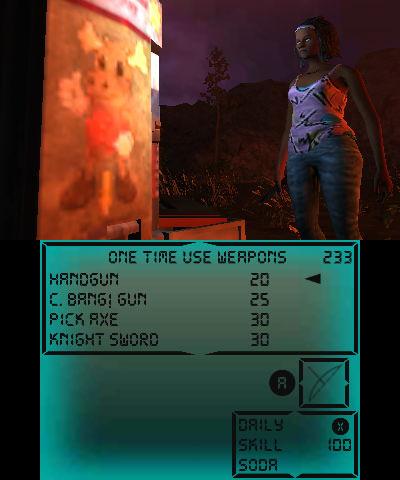 ONE TIME USE WEAPONS 233
HANDGUN 20
C. BANG! GUN 25
PICK AXE 30
KNIGHT SWORD 30
A
DAILY X
SKILL 100
SODA